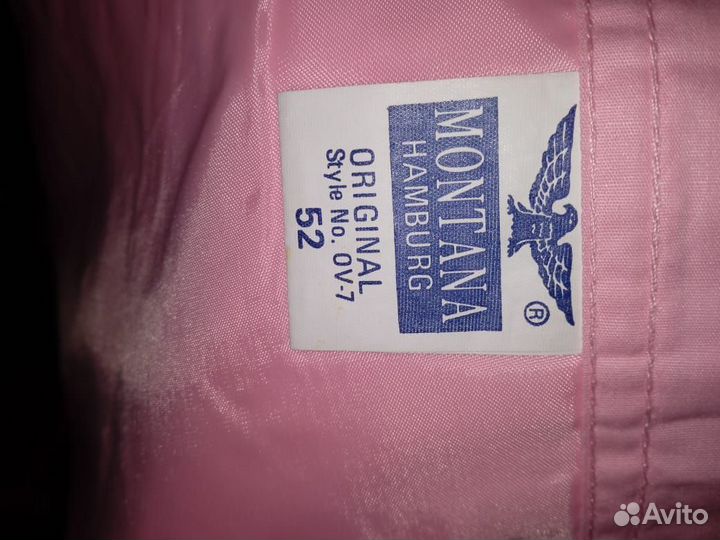 ®
MONTANA
HAMBURG
ORIGINAL
Style No. OV-7
52
Avito